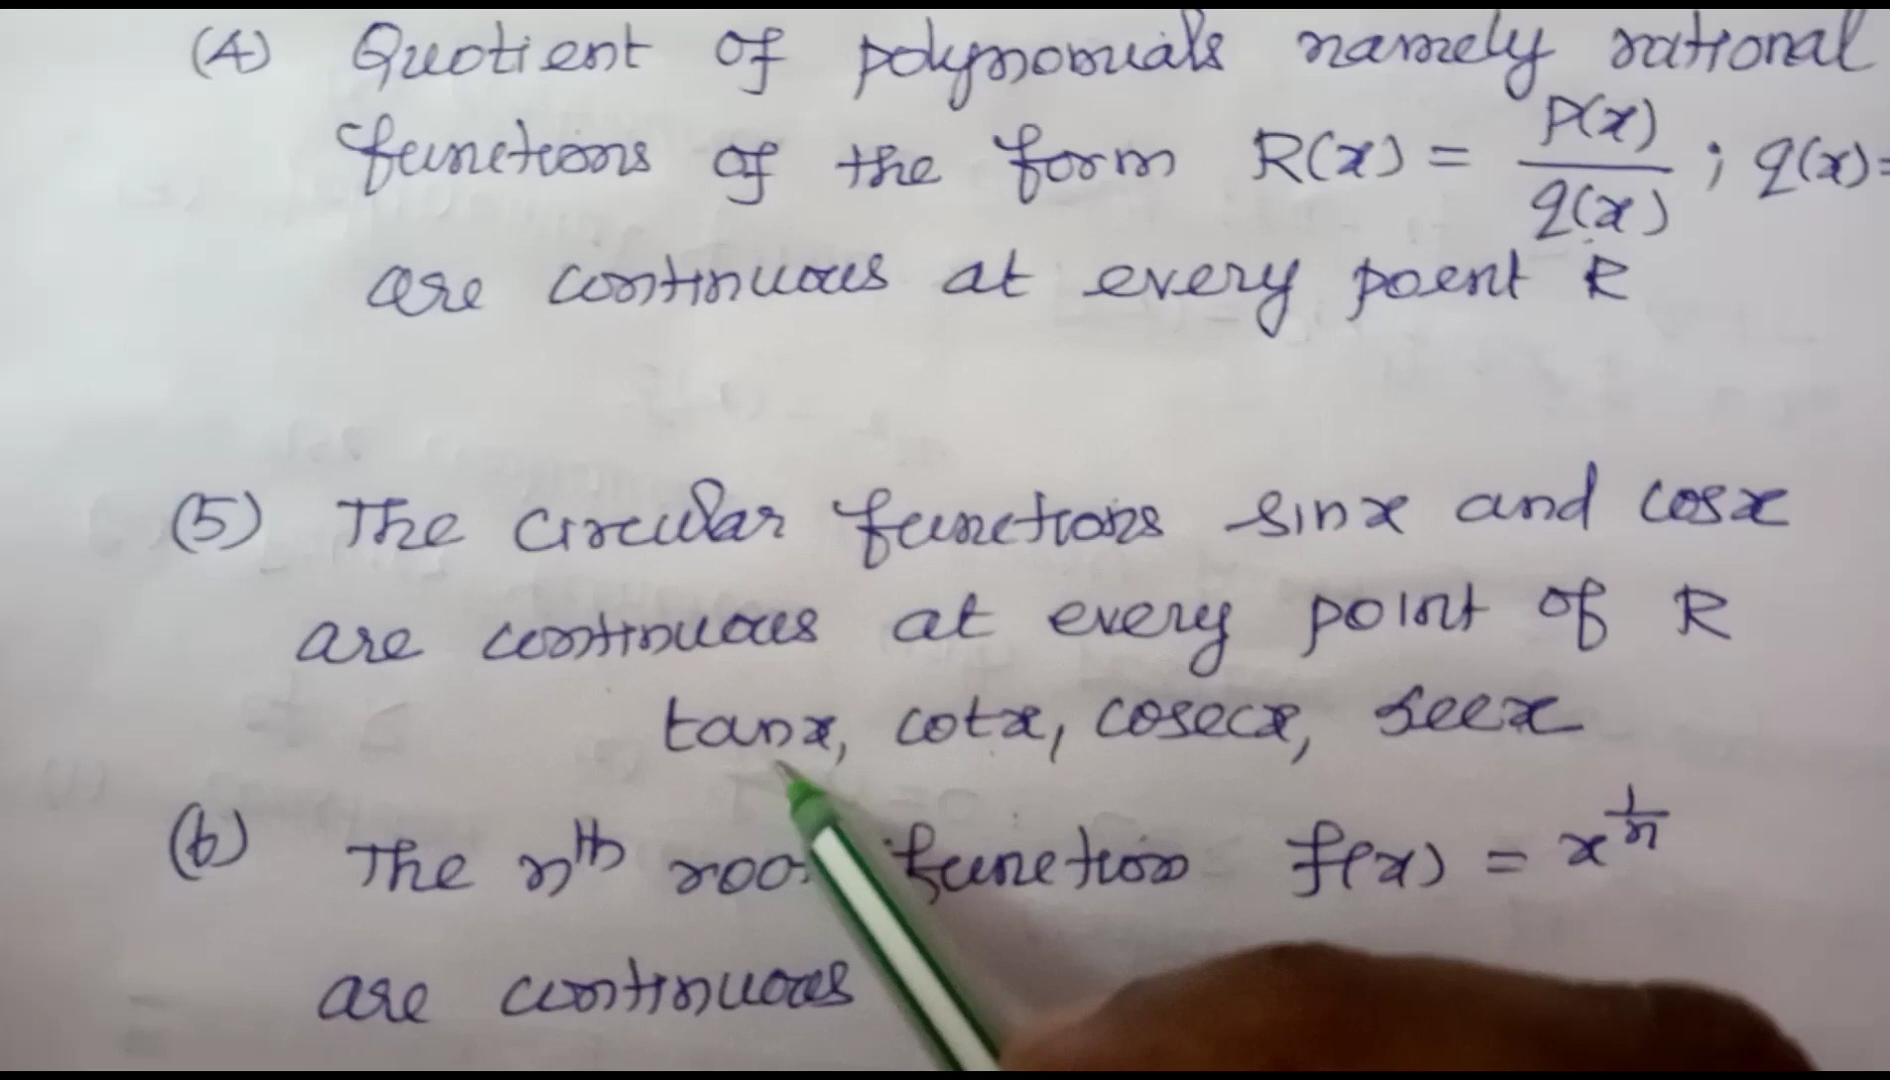 (4) Quotient of polynomials namely rational
functions of the form R(x) = p(x)/q(x) ; q(x)
are continuous at every point R
(5) The circular functions sinx and cosx
are continuous at every point of R
tanx, cotx, cosecx, secx
(6) The nth root function f(x) = x^1/n
are continuous